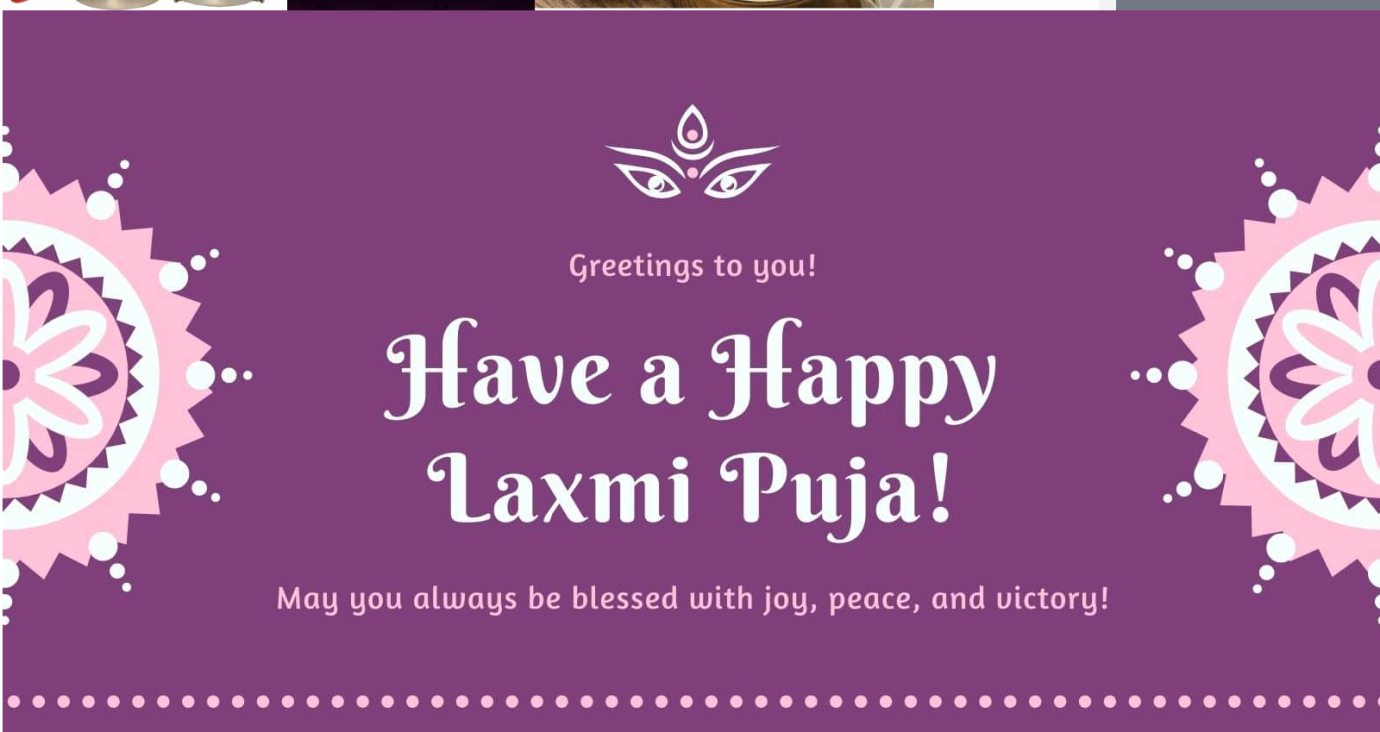 Greetings to you!
Have a Happy
Laxmi Puja!
May you always be blessed with joy, peace, and victory!